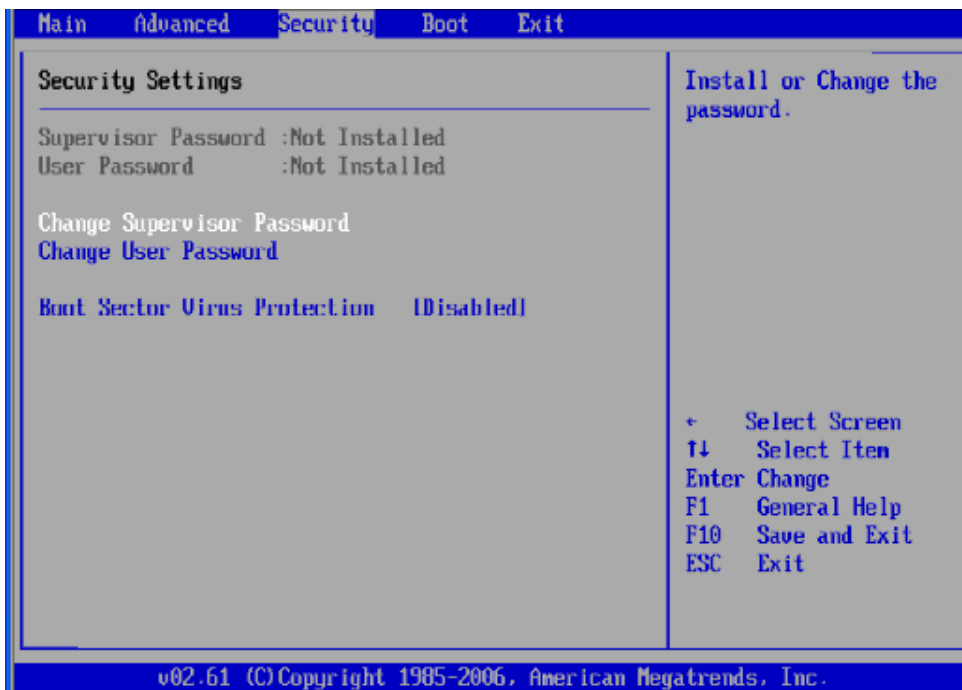 Main Advanced Security Boot Exit
Security Settings
Supervisor Password :Not Installed
User Password :Not Installed
Change Supervisor Password
Change User Password
Boot Sector Virus Protection [Disabled]
Install or Change the
password.
← Select Screen
↑↓ Select Item
Enter Change
F1 General Help
F10 Save and Exit
ESC Exit
v02.61 (C)Copyright 1985-2006, American Megatrends, Inc.